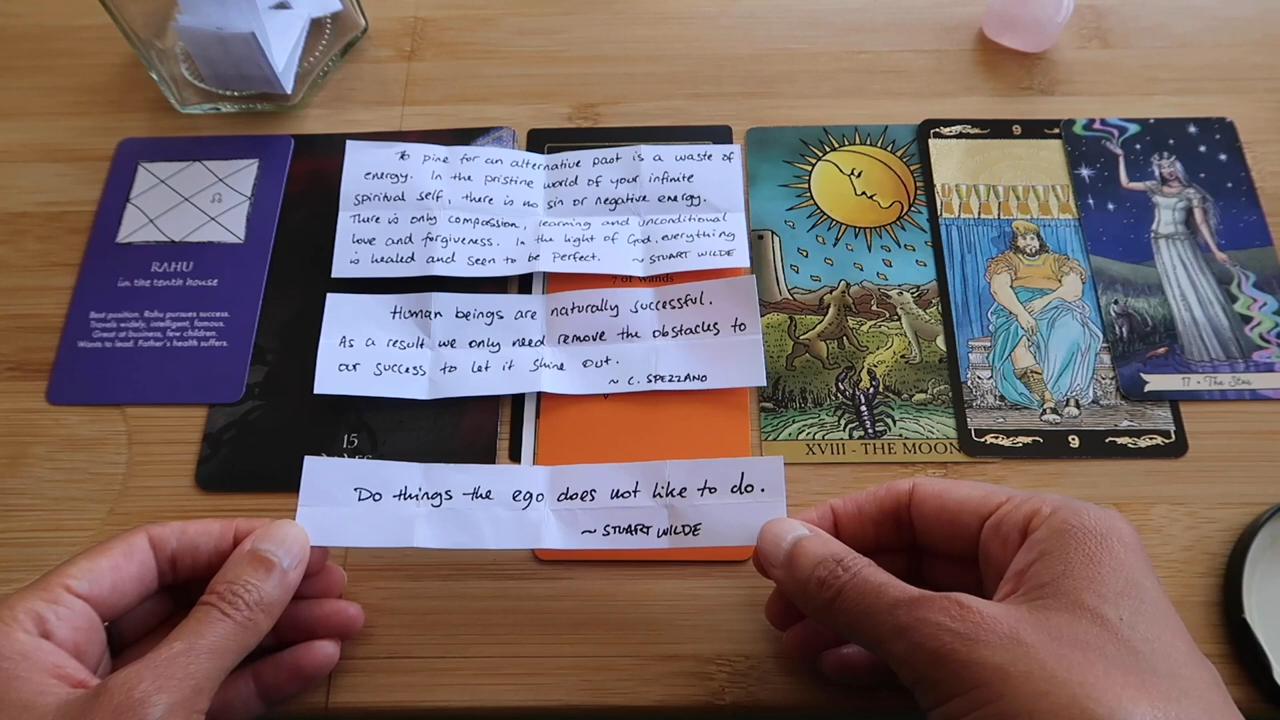 RAHU
in the tenth house
Best position. Rahu pursues success.
Travels widely, intelligent, famous.
Great at business, few children.
Wants to lead. Father's health suffers.
15
To pine for an alternative past is a waste of
energy. In the pristine world of your infinite
spiritual self, there is no sin or negative energy.
There is only compassion, learning and unconditional
love and forgiveness. In the light of God, everything
is healed and seen to be perfect. ~ STUART WILDE
7 of Wands
Human beings are naturally successful.
As a result we only need remove the obstacles to
our success to let it shine out.
~ C. SPEZZANO
Do things the ego does not like to do.
~ STUART WILDE
XVIII - THE MOON
9
9
17 • The Star